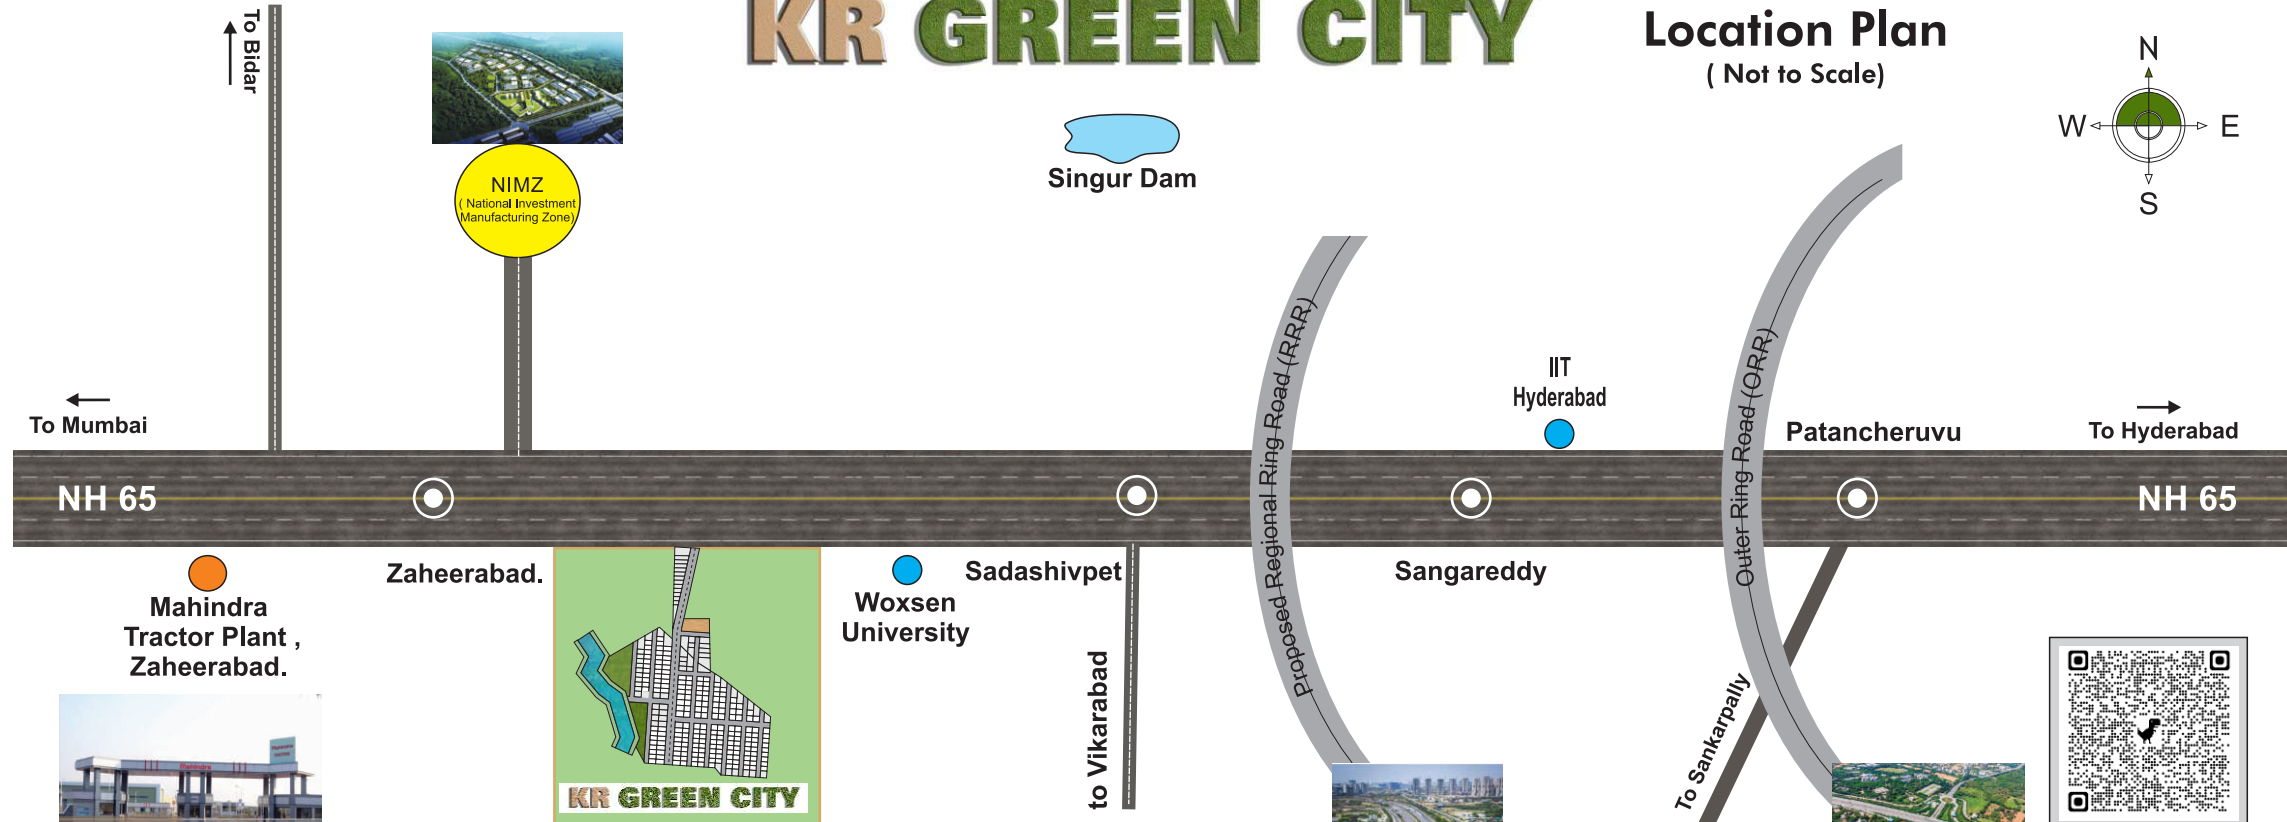 KR GREEN CITY
Location Plan
( Not to Scale)
N
W
E
S
To Bidar
NIMZ
( National Investment
Manufacturing Zone)
Singur Dam
Proposed Regional Ring Road (RRR)
IIT
Hyderabad
Outer Ring Road (ORR)
To Mumbai
Patancheruvu
To Hyderabad
NH 65
NH 65
Mahindra
Tractor Plant ,
Zaheerabad.
Zaheerabad.
Woxsen
University
Sadashivpet
Sangareddy
to Vikarabad
To Sankarpally
Mahindra
KR GREEN CITY